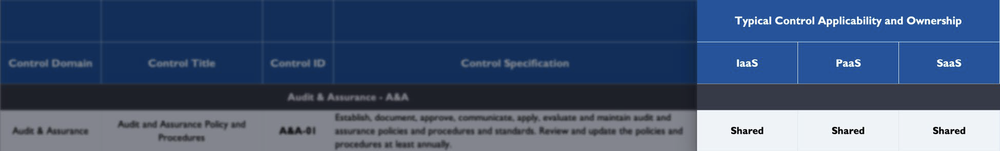 Typical Control Applicability and Ownership
Control Domain
Control Title
Control ID
Control Specification
IaaS
PaaS
SaaS
Audit & Assurance - A&A
Audit & Assurance
Audit and Assurance Policy and
Procedures
A&A-01
Establish, document, approve, communicate, apply, evaluate and maintain audit and
assurance policies and procedures and standards. Review and update the policies and
procedures at least annually.
Shared
Shared
Shared